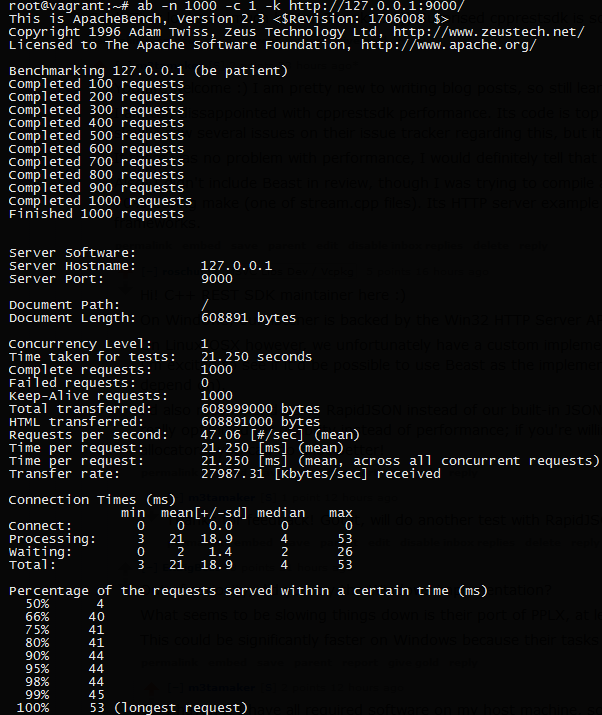 root@vagrant:~# ab -n 1000 -c 1 -k http://127.0.0.1:9000/
This is ApacheBench, Version 2.3 <$Revision: 1706008 $>
Copyright 1996 Adam Twiss, Zeus Technology Ltd, http://www.zeustech.net/
Licensed to The Apache Software Foundation, http://www.apache.org/

Benchmarking 127.0.0.1 (be patient)
Completed 100 requests
Completed 200 requests
Completed 300 requests
Completed 400 requests
Completed 500 requests
Completed 600 requests
Completed 700 requests
Completed 800 requests
Completed 900 requests
Completed 1000 requests
Finished 1000 requests

Server Software:
Server Hostname:        127.0.0.1
Server Port:            9000

Document Path:          /
Document Length:        608891 bytes

Concurrency Level:      1
Time taken for tests:   21.250 seconds
Complete requests:      1000
Failed requests:        0
Keep-Alive requests:    1000
Total transferred:      608999000 bytes
HTML transferred:       608891000 bytes
Requests per second:    47.06 [#/sec] (mean)
Time per request:       21.250 [ms] (mean)
Time per request:       21.250 [ms] (mean, across all concurrent requests)
Transfer rate:          27987.31 [Kbytes/sec] received

Connection Times (ms)
              min  mean[+/-sd] median   max
Connect:        0    0   0.0      0       0
Processing:     3   21  18.9      4      53
Waiting:        0    2   1.4      2      26
Total:          3   21  18.9      4      53

Percentage of the requests served within a certain time (ms)
  50%      4
  66%     40
  75%     41
  80%     41
  90%     44
  95%     44
  98%     44
  99%     45
 100%     53 (longest request)